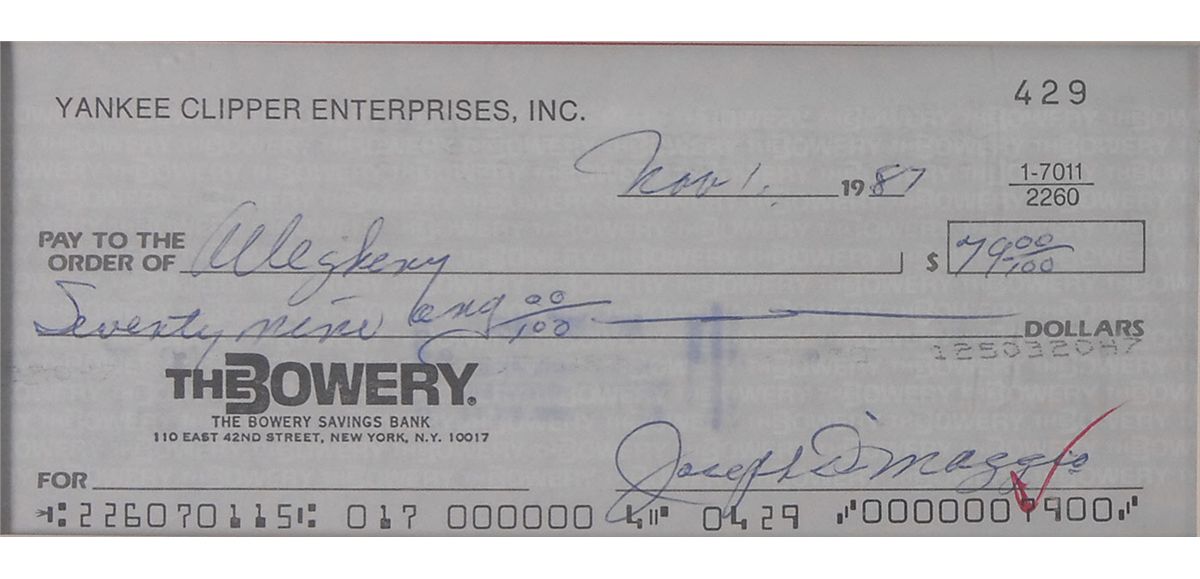 429
YANKEE CLIPPER ENTERPRISES, INC.
Nov 1, 1987
1-7011
2260
PAY TO THE
ORDER OF Allegheny $ 79 00/100
Seventy nine and 00/100 DOLLARS
12503320H7
THE BOWERY.
THE BOWERY SAVINGS BANK
110 EAST 42ND STREET, NEW YORK, N.Y. 10017
Joseph DiMaggio
FOR
⑆226070115⑆ 017 000000 4⑈ 0429 ⑇0000007900⑇